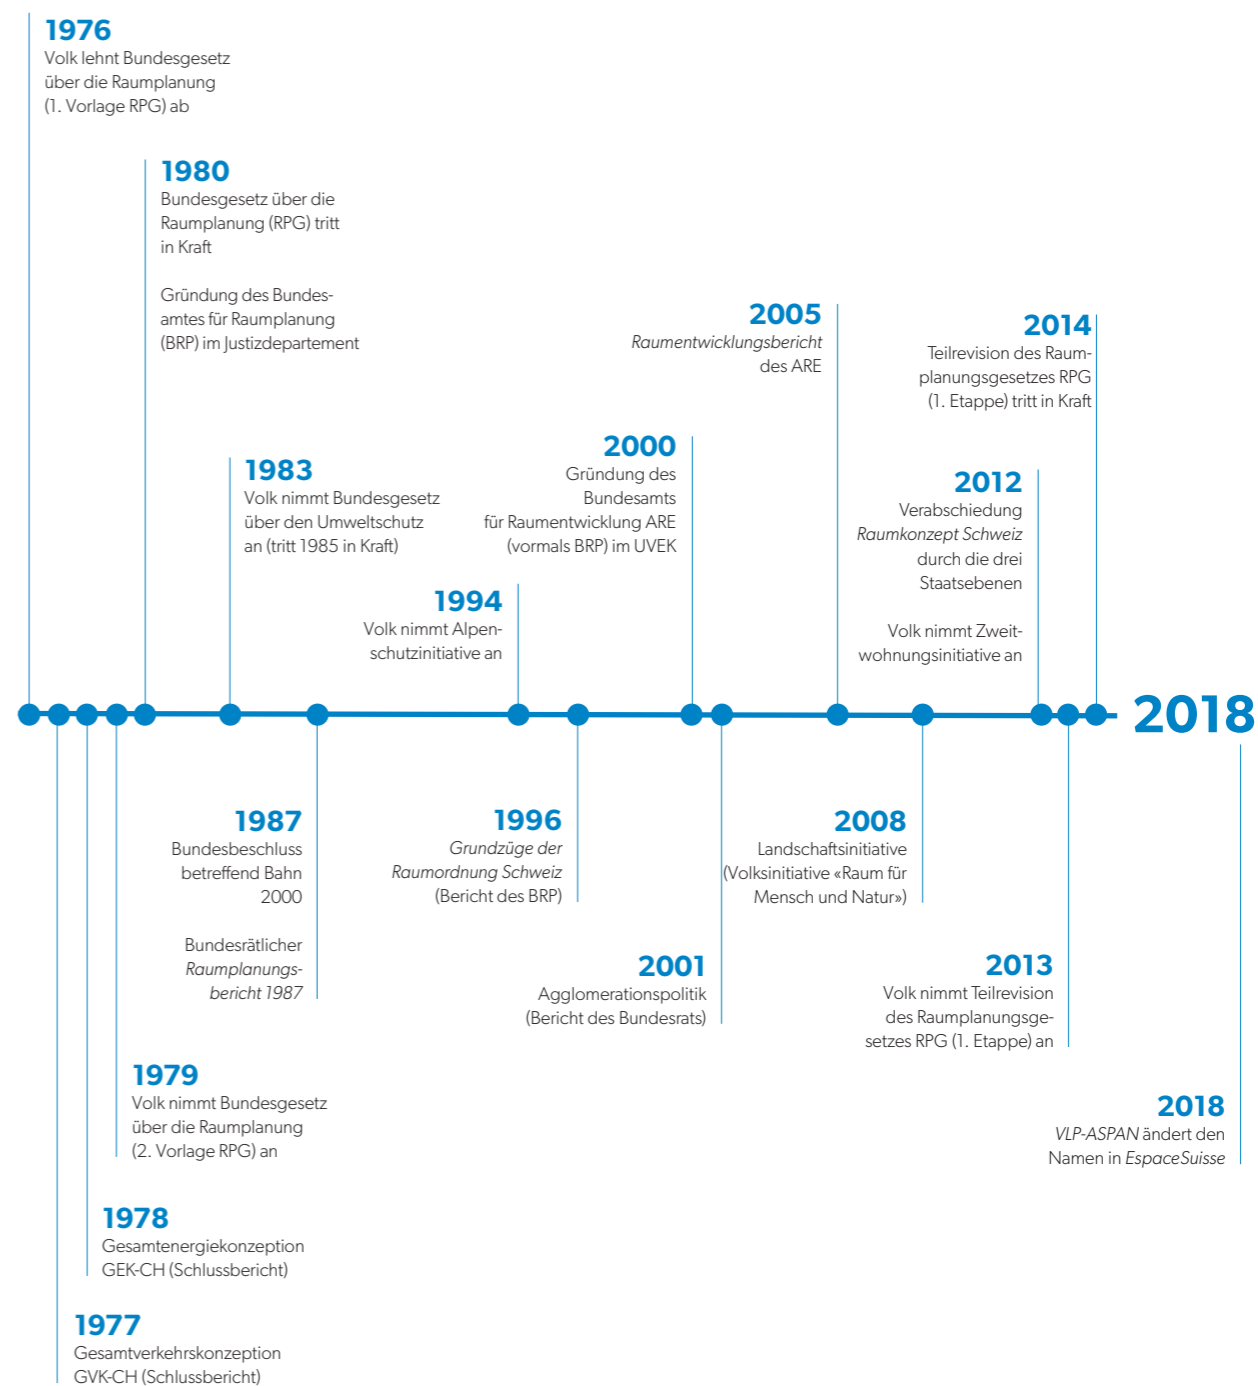 1976
Volk lehnt Bundesgesetz
über die Raumplanung
(1. Vorlage RPG) ab
1980
Bundesgesetz über die
Raumplanung (RPG) tritt
in Kraft
Gründung des Bundes-
amtes für Raumplanung
(BRP) im Justizdepartement
1983
Volk nimmt Bundesgesetz
über den Umweltschutz
an (tritt 1985 in Kraft)
1994
Volk nimmt Alpen-
schutzinitiative an
2000
Gründung des
Bundesamts
für Raumentwicklung ARE
(vormals BRP) im UVEK
2005
Raumentwicklungsbericht
des ARE
2012
Verabschiedung
Raumkonzept Schweiz
durch die drei
Staatsebenen
Volk nimmt Zweit-
wohnungsinitiative an
2014
Teilrevision des Raum-
planungsgesetzes RPG
(1. Etappe) tritt in Kraft
2018
1977
Gesamtverkehrskonzeption
GVK-CH (Schlussbericht)
1978
Gesamtenergiekonzeption
GEK-CH (Schlussbericht)
1979
Volk nimmt Bundesgesetz
über die Raumplanung
(2. Vorlage RPG) an
1987
Bundesbeschluss
betreffend Bahn
2000
Bundesrätlicher
Raumplanungs-
bericht 1987
1996
Grundzüge der
Raumordnung Schweiz
(Bericht des BRP)
2001
Agglomerationspolitik
(Bericht des Bundesrats)
2008
Landschaftsinitiative
(Volksinitiative «Raum für
Mensch und Natur»)
2013
Volk nimmt Teilrevision
des Raumplanungsge-
setzes RPG (1. Etappe) an
2018
VLP-ASPAN ändert den
Namen in EspaceSuisse